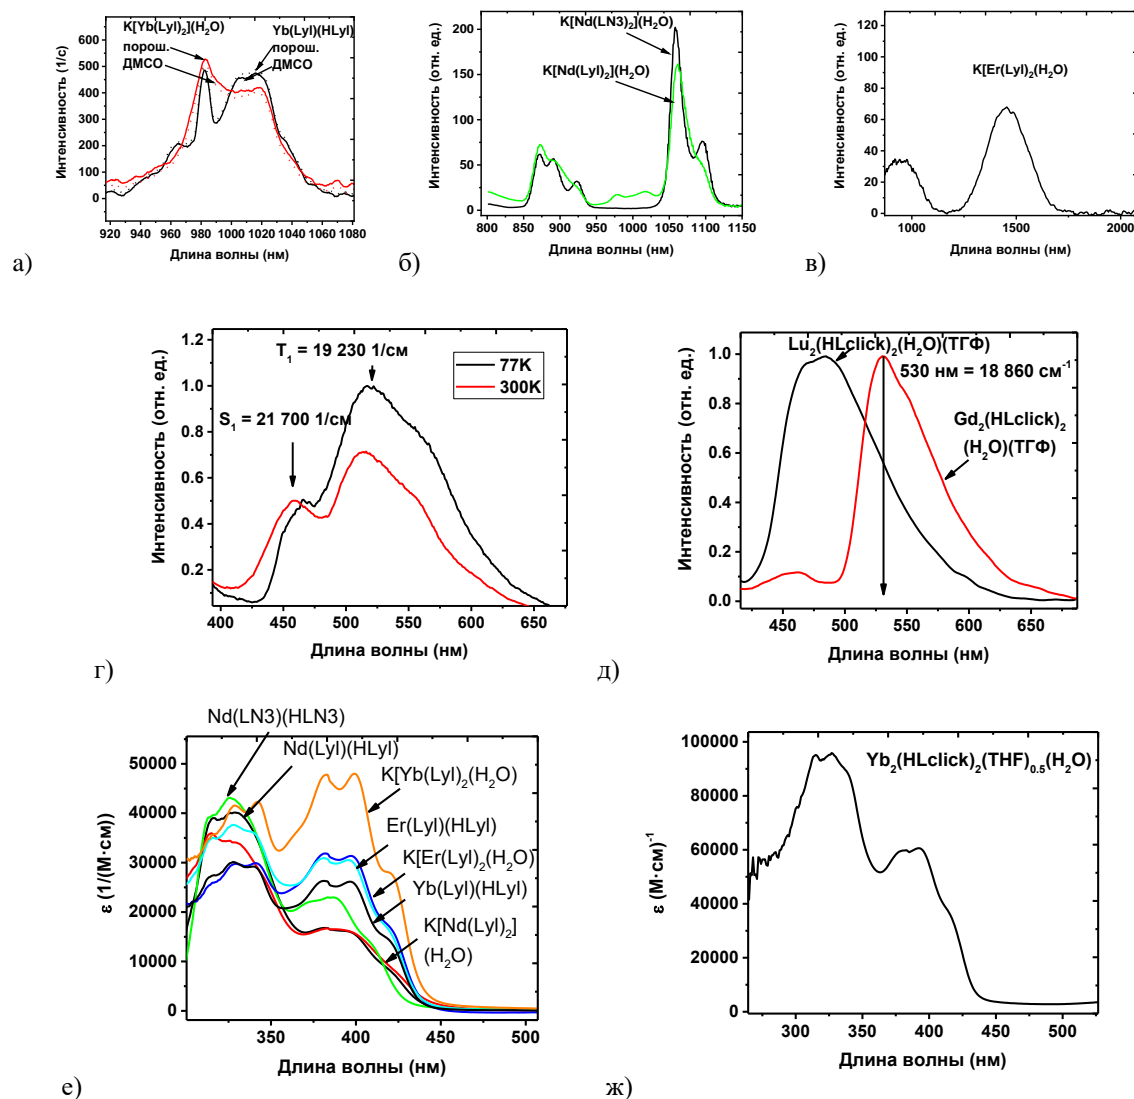 K[Yb(Lyl)₂](H₂O)
порош.
ДМСО
Yb(Lyl)(HLyl)
порош.
ДМСО
Интенсивность (1/с)
600
500
400
300
200
100
0
920 940 960 980 1000 1020 1040 1060 1080
Длина волны (нм)
а)
K[Nd(LN3)₂](H₂O)
K[Nd(Lyl)₂](H₂O)
Интенсивность (отн. ед.)
200
150
100
50
0
800 850 900 950 1000 1050 1100 1150
Длина волны (нм)
б)
K[Er(Lyl)₂(H₂O)
Интенсивность (отн. ед.)
120
100
80
60
40
20
0
1000 1500 2000
Длина волны (нм)
в)
T₁ = 19 230 1/см
S₁ = 21 700 1/см
77K
300K
Интенсивность (отн. ед.)
1.2
1.0
0.8
0.6
0.4
0.2
400 450 500 550 600 650
Длина волны (нм)
г)
Lu₂(HLclick)₂(H₂O)(ТГФ)
530 нм = 18 860 см⁻¹
Gd₂(HLclick)₂
(H₂O)(ТГФ)
Интенсивность (отн. ед.)
1.0
0.8
0.6
0.4
0.2
0.0
450 500 550 600 650
Длина волны (нм)
д)
Nd(LN3)(HLN3)
Nd(Lyl)(HLyl)
K[Yb(Lyl)₂(H₂O)
Er(Lyl)(HLyl)
K[Er(Lyl)₂(H₂O)
Yb(Lyl)(HLyl)
K[Nd(Lyl)₂]
(H₂O)
ε (1/(М·см))
50000
40000
30000
20000
10000
0
350 400 450 500
Длина волны (нм)
е)
Yb₂(HLclick)₂(THF)₀.₅(H₂O)
ε (М·см)⁻¹
100000
80000
60000
40000
20000
0
300 350 400 450 500
Длина волны (нм)
ж)